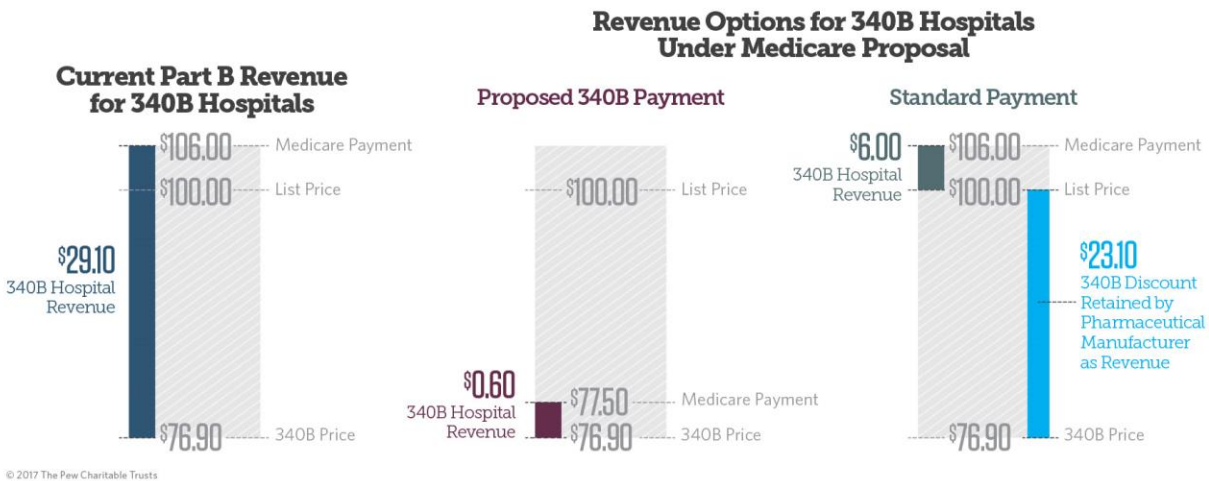 Revenue Options for 340B Hospitals
Under Medicare Proposal
Current Part B Revenue
for 340B Hospitals
$106.00
Medicare Payment
$100.00
List Price
$29.10
340B Hospital
Revenue
$76.90
340B Price
Proposed 340B Payment
$100.00
List Price
$0.60
340B Hospital
Revenue
$77.50
Medicare Payment
$76.90
340B Price
Standard Payment
$6.00
340B Hospital
Revenue
$106.00
Medicare Payment
$100.00
List Price
$23.10
340B Discount
Retained by
Pharmaceutical
Manufacturer
as Revenue
$76.90
340B Price
© 2017 The Pew Charitable Trusts